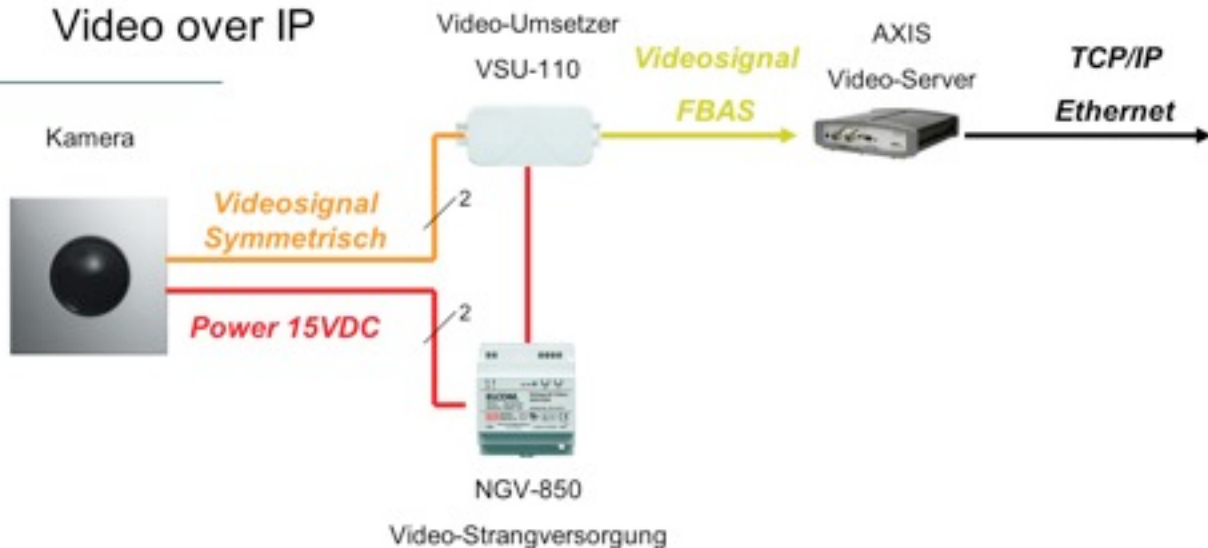 Video over IP
Video-Umsetzer
VSU-110
Videosignal
FBAS
AXIS
Video-Server
TCP/IP
Ethernet
Kamera
Videosignal
Symmetrisch
2
Power 15VDC
2
ELCOM.
NGV-850
Video-Strangversorgung